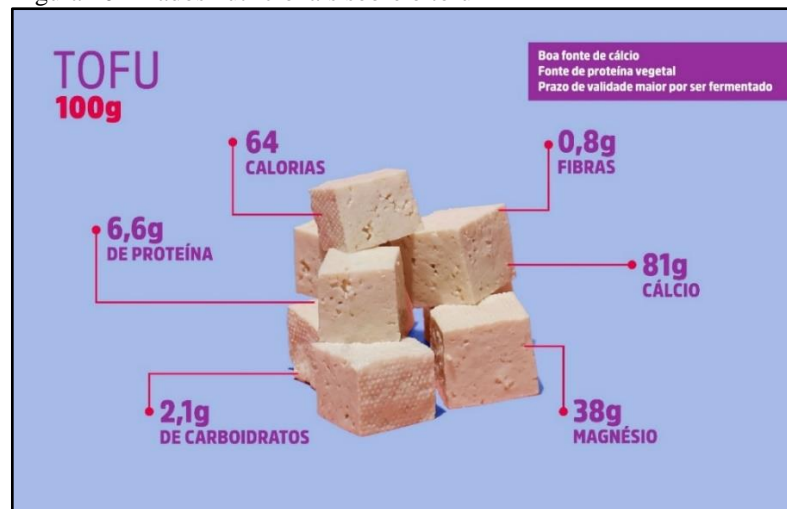 TOFU
100g
Boa fonte de cálcio
Fonte de proteína vegetal
Prazo de validade maior por ser fermentado
64
CALORIAS
0,8g
FIBRAS
6,6g
DE PROTEÍNA
81g
CÁLCIO
2,1g
DE CARBOIDRATOS
38g
MAGNÉSIO